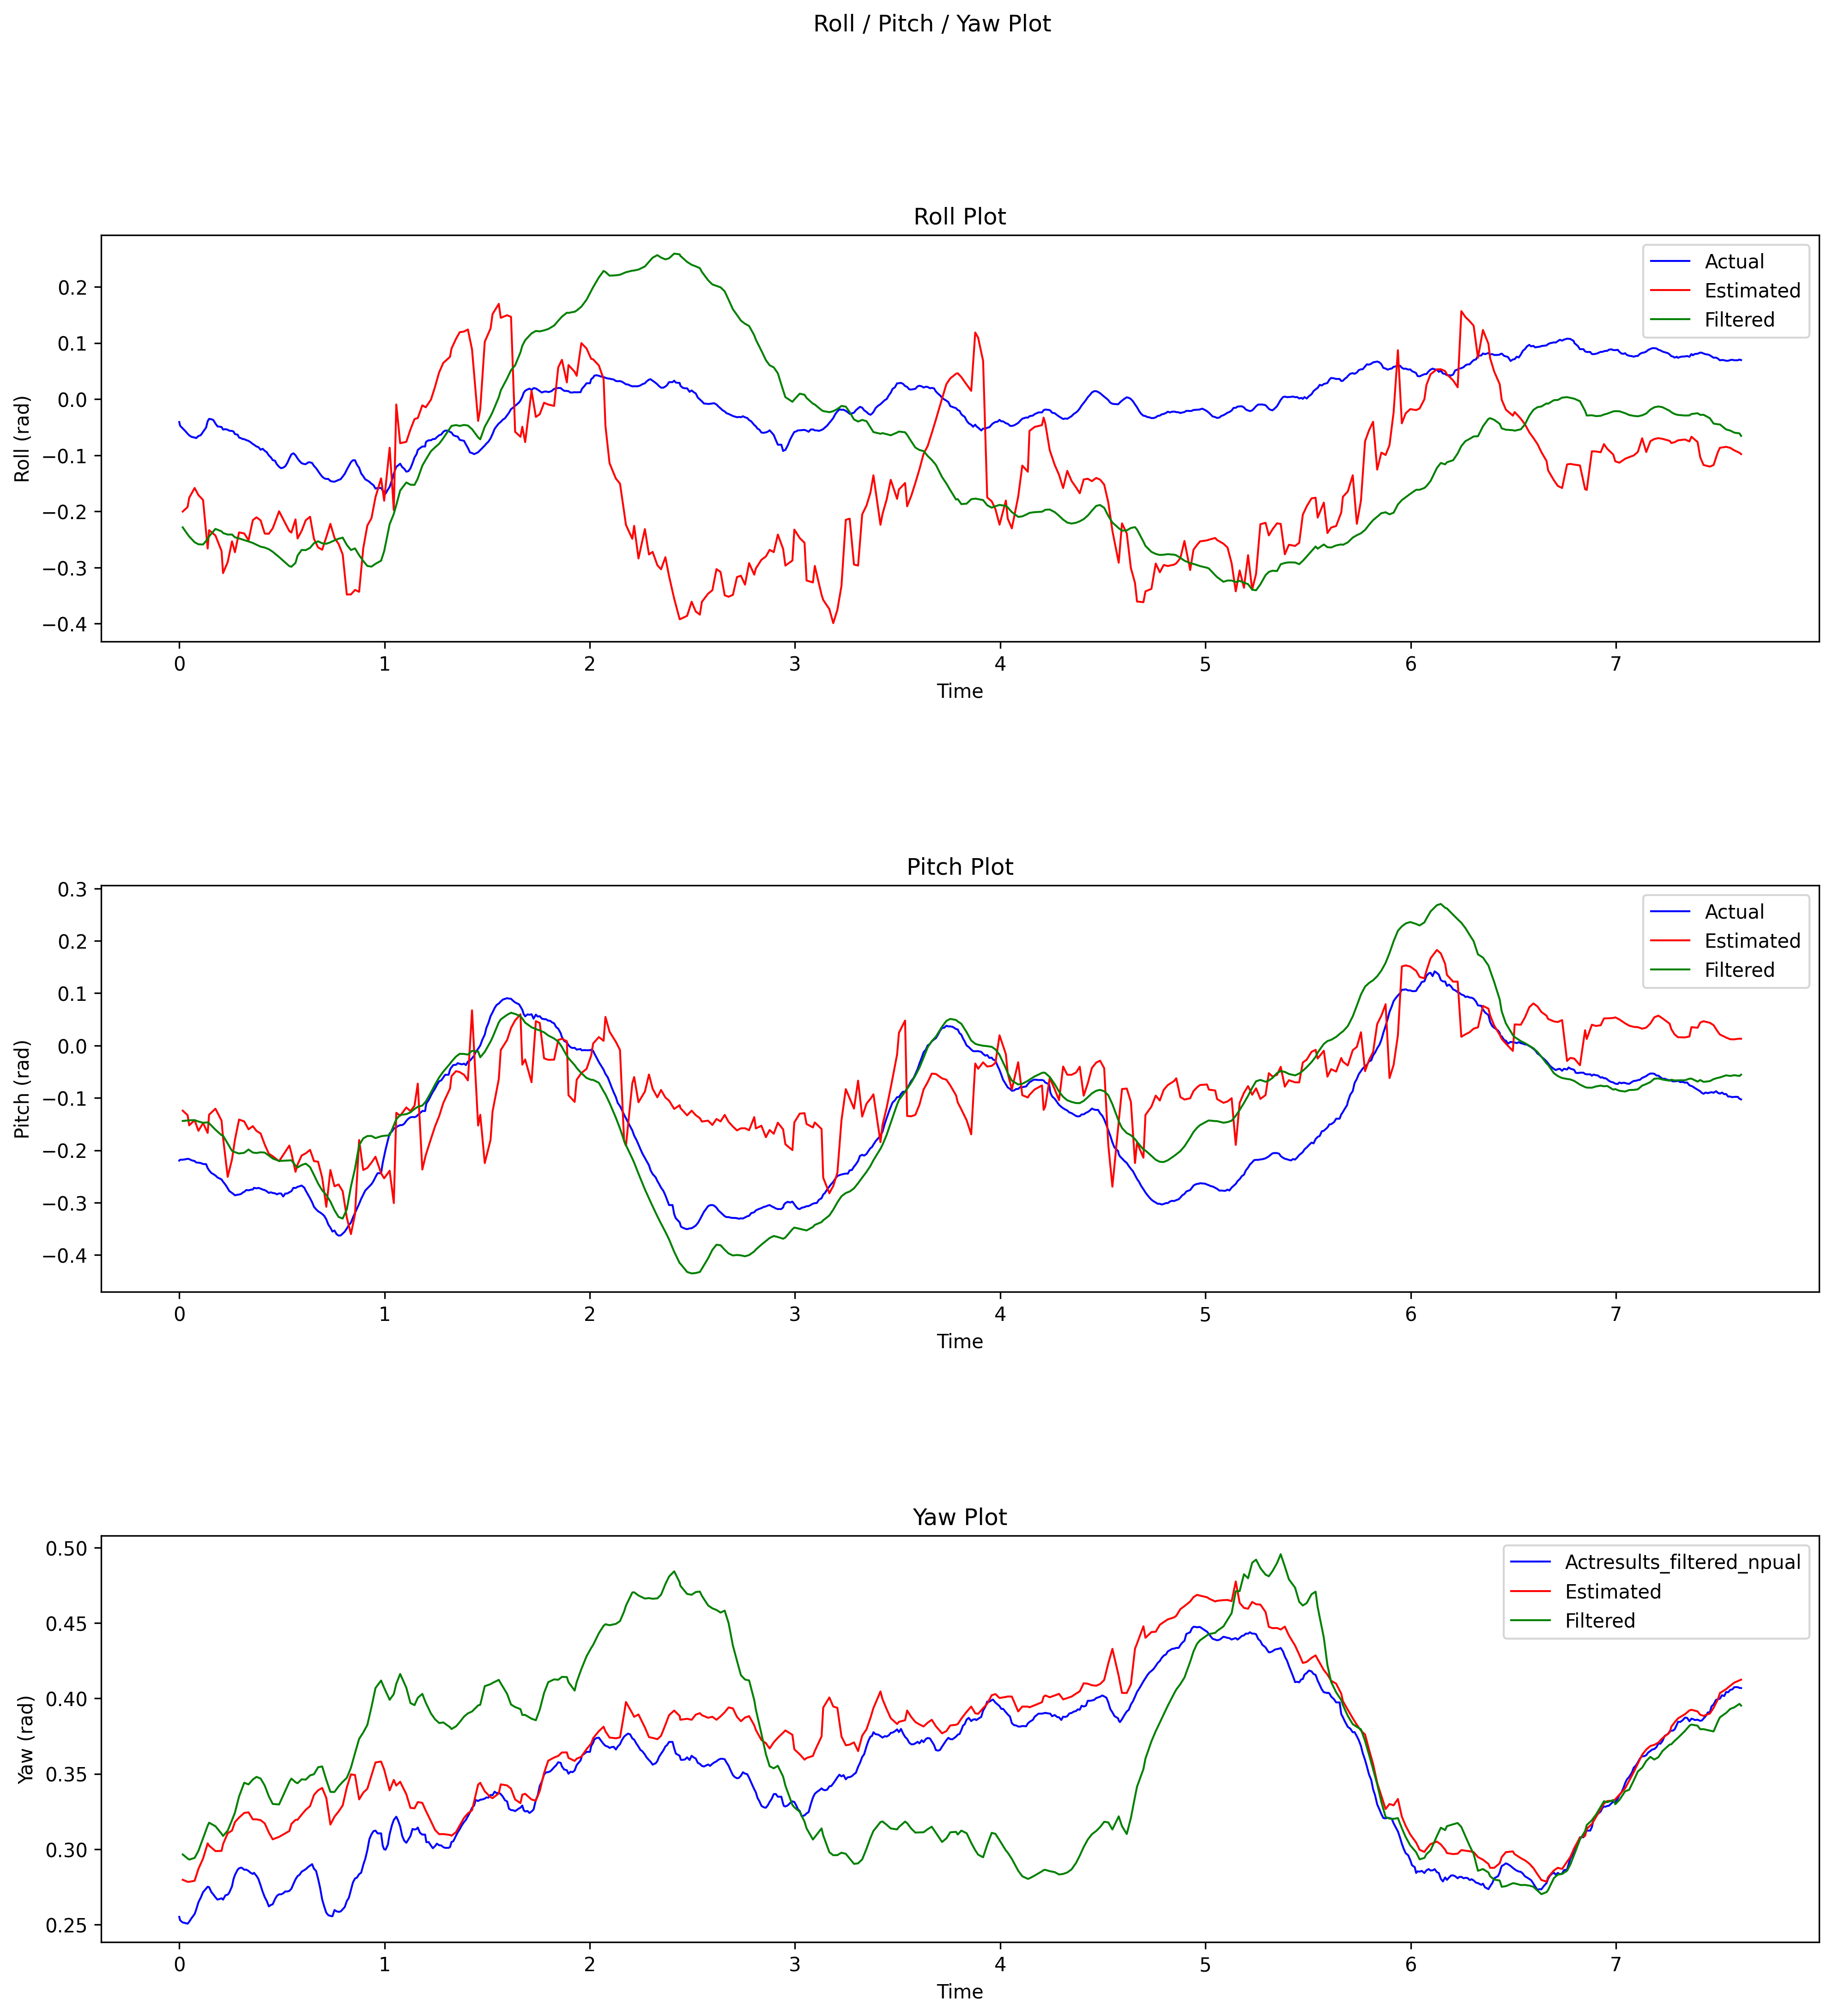 Roll / Pitch / Yaw Plot
Roll Plot
Roll (rad)
0.2
0.1
0.0
−0.1
−0.2
−0.3
−0.4
Actual
Estimated
Filtered
0 1 2 3 4 5 6 7
Time
Pitch Plot
Pitch (rad)
0.3
0.2
0.1
0.0
−0.1
−0.2
−0.3
−0.4
Actual
Estimated
Filtered
0 1 2 3 4 5 6 7
Time
Yaw Plot
Yaw (rad)
0.50
0.45
0.40
0.35
0.30
0.25
Actresults_filtered_npual
Estimated
Filtered
0 1 2 3 4 5 6 7
Time